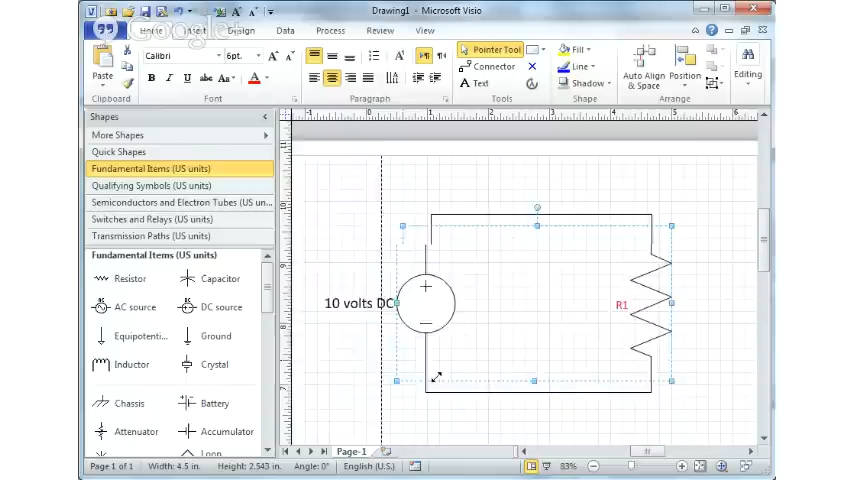 Drawing1 - Microsoft Visio
Google+
Home Insert Design Data Process Review View
Calibri 6pt.
Paste
Clipboard
Font
Paragraph
Pointer Tool
Connector
Text
Tools
Fill
Line
Shadow
Shape
Auto Align & Space
Position
Arrange
Editing
Shapes
More Shapes
Quick Shapes
Fundamental Items (US units)
Qualifying Symbols (US units)
Semiconductors and Electron Tubes (US un...
Switches and Relays (US units)
Transmission Paths (US units)
Fundamental Items (US units)
Resistor Capacitor
AC source DC source
Equipotenti... Ground
Inductor Crystal
Chassis Battery
Attenuator Accumulator
Loop
10 volts DC
R1
Page-1
Page 1 of 1 Width: 4.5 in. Height: 2.543 in. Angle: 0° English (U.S.) 83%